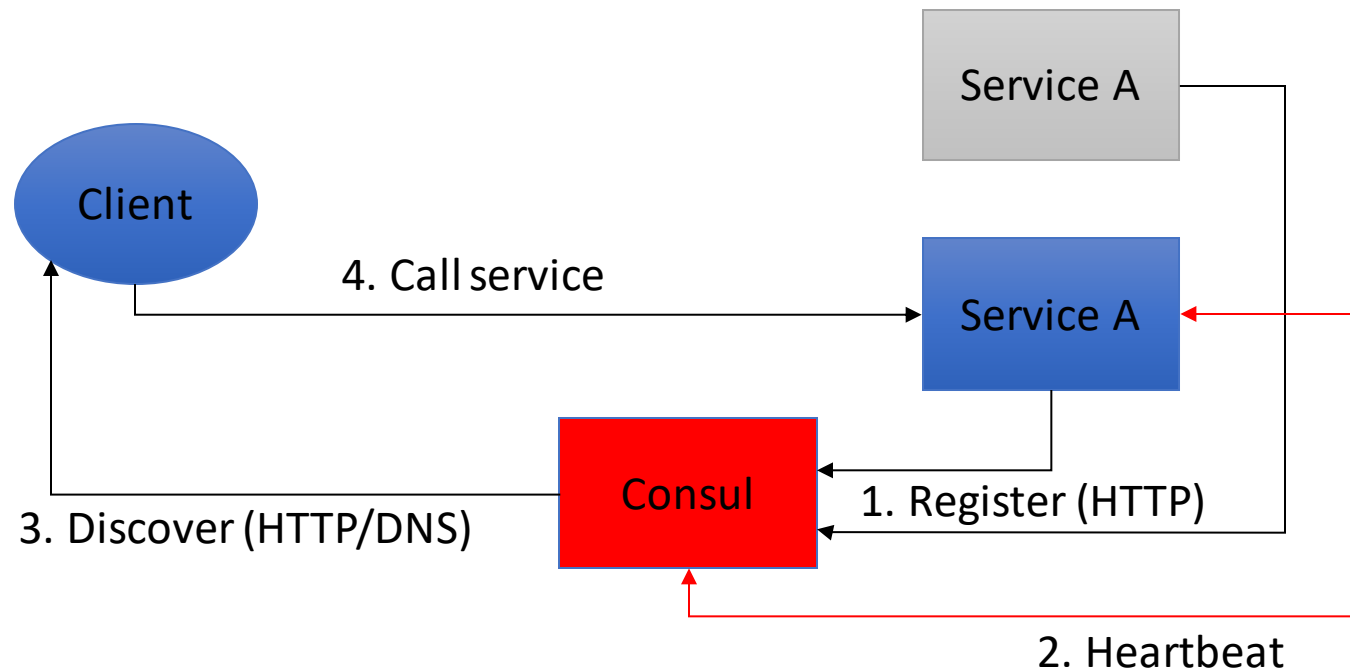 Service A
Client
4. Call service
Service A
Consul
1. Register (HTTP)
3. Discover (HTTP/DNS)
2. Heartbeat